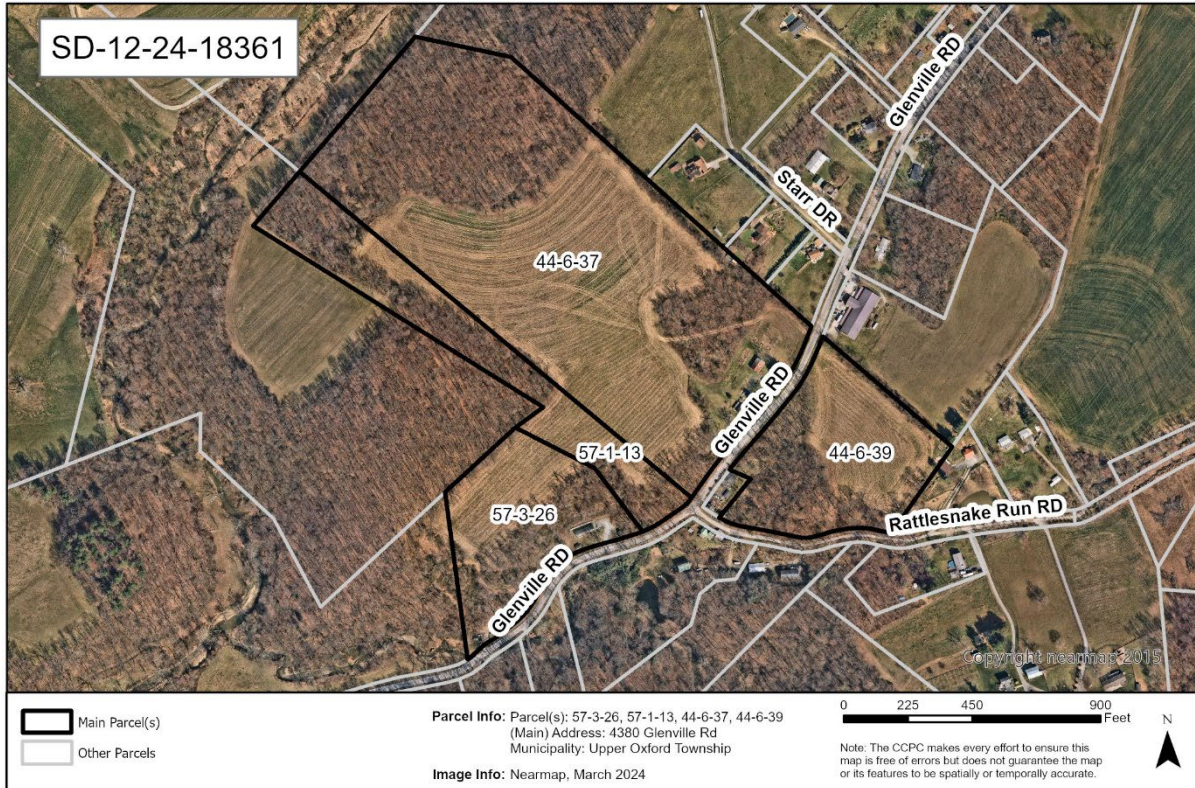 SD-12-24-18361
Glenville RD
Starr DR
44-6-37
Glenville RD
44-6-39
57-1-13
57-3-26
Rattlesnake Run RD
Glenville RD
Copyright nearmap 2015
Main Parcel(s)
Other Parcels
Parcel Info: Parcel(s): 57-3-26, 57-1-13, 44-6-37, 44-6-39
(Main) Address: 4380 Glenville Rd
Municipality: Upper Oxford Township
Image Info: Nearmap, March 2024
0 225 450 900
Feet
Note: The CCPC makes every effort to ensure this
map is free of errors but does not guarantee the map
or its features to be spatially or temporally accurate.
N